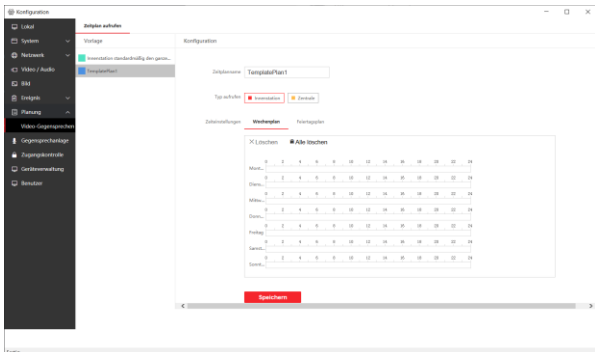 Konfiguration
Lokal
System
Netzwerk
Video / Audio
Bild
Ereignis
Planung
Video-Gegensprechen
Gegensprechanlage
Zugangskontrolle
Geräteverwaltung
Benutzer
Zeitplan aufrufen
Vorlage
Innenstation standardmäßig den ganzen...
TemplatePlan1
Konfiguration
Zeitplanname TemplatePlan1
Typ aufrufen Innenstation Zentrale
Zeiteinstellungen Wochenplan Feiertagsplan
Löschen Alle löschen
0 2 4 6 8 10 12 14 16 18 20 22 24
Mont...
0 2 4 6 8 10 12 14 16 18 20 22 24
Diens...
0 2 4 6 8 10 12 14 16 18 20 22 24
Mittw...
0 2 4 6 8 10 12 14 16 18 20 22 24
Donn...
0 2 4 6 8 10 12 14 16 18 20 22 24
Freitag
0 2 4 6 8 10 12 14 16 18 20 22 24
Samst...
0 2 4 6 8 10 12 14 16 18 20 22 24
Sonnt...
Speichern